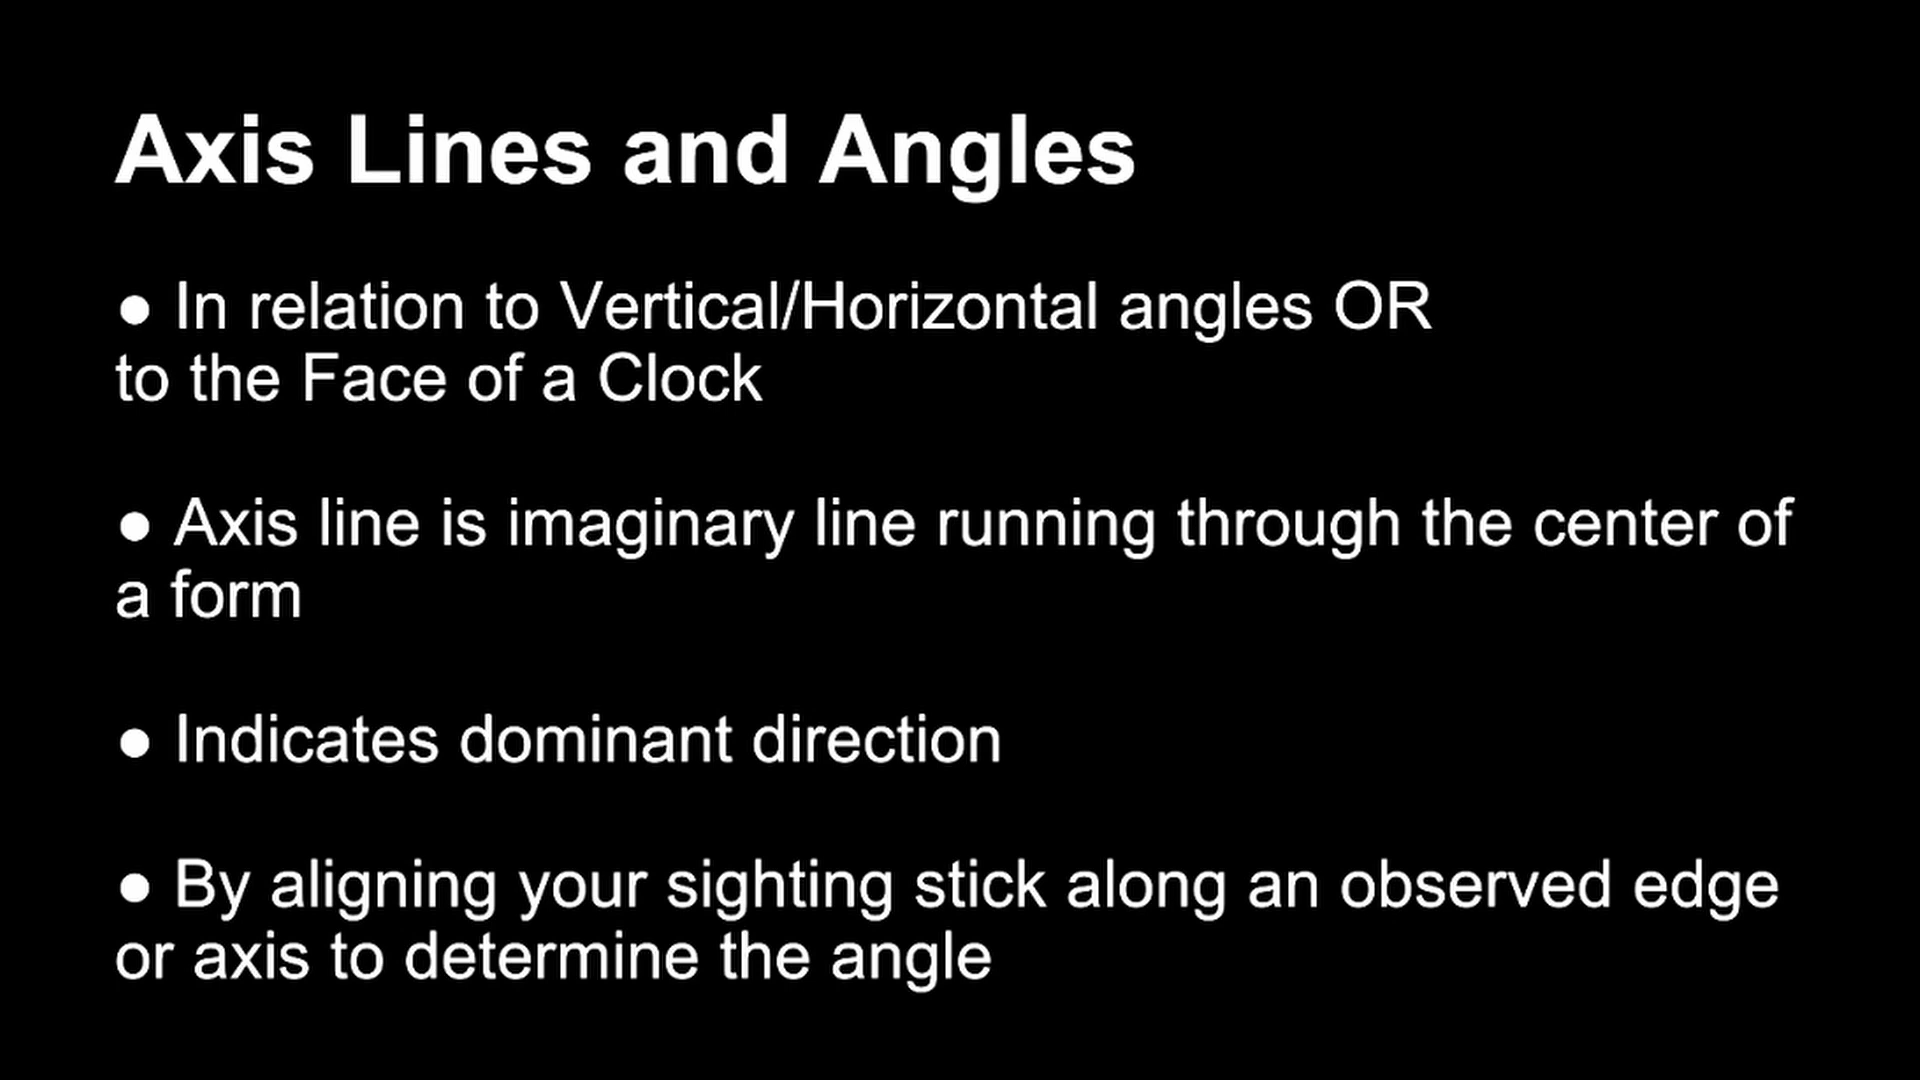 Axis Lines and Angles
● In relation to Vertical/Horizontal angles OR
to the Face of a Clock
● Axis line is imaginary line running through the center of
a form
● Indicates dominant direction
● By aligning your sighting stick along an observed edge
or axis to determine the angle